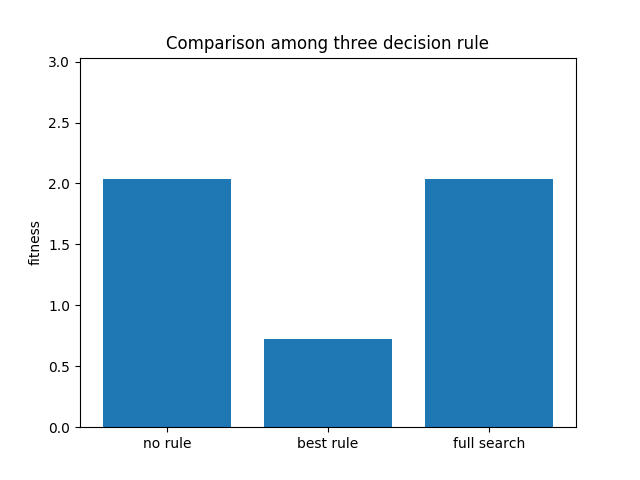 Comparison among three decision rule
3.0
2.5
2.0
1.5
1.0
0.5
0.0
fitness
no rule
best rule
full search